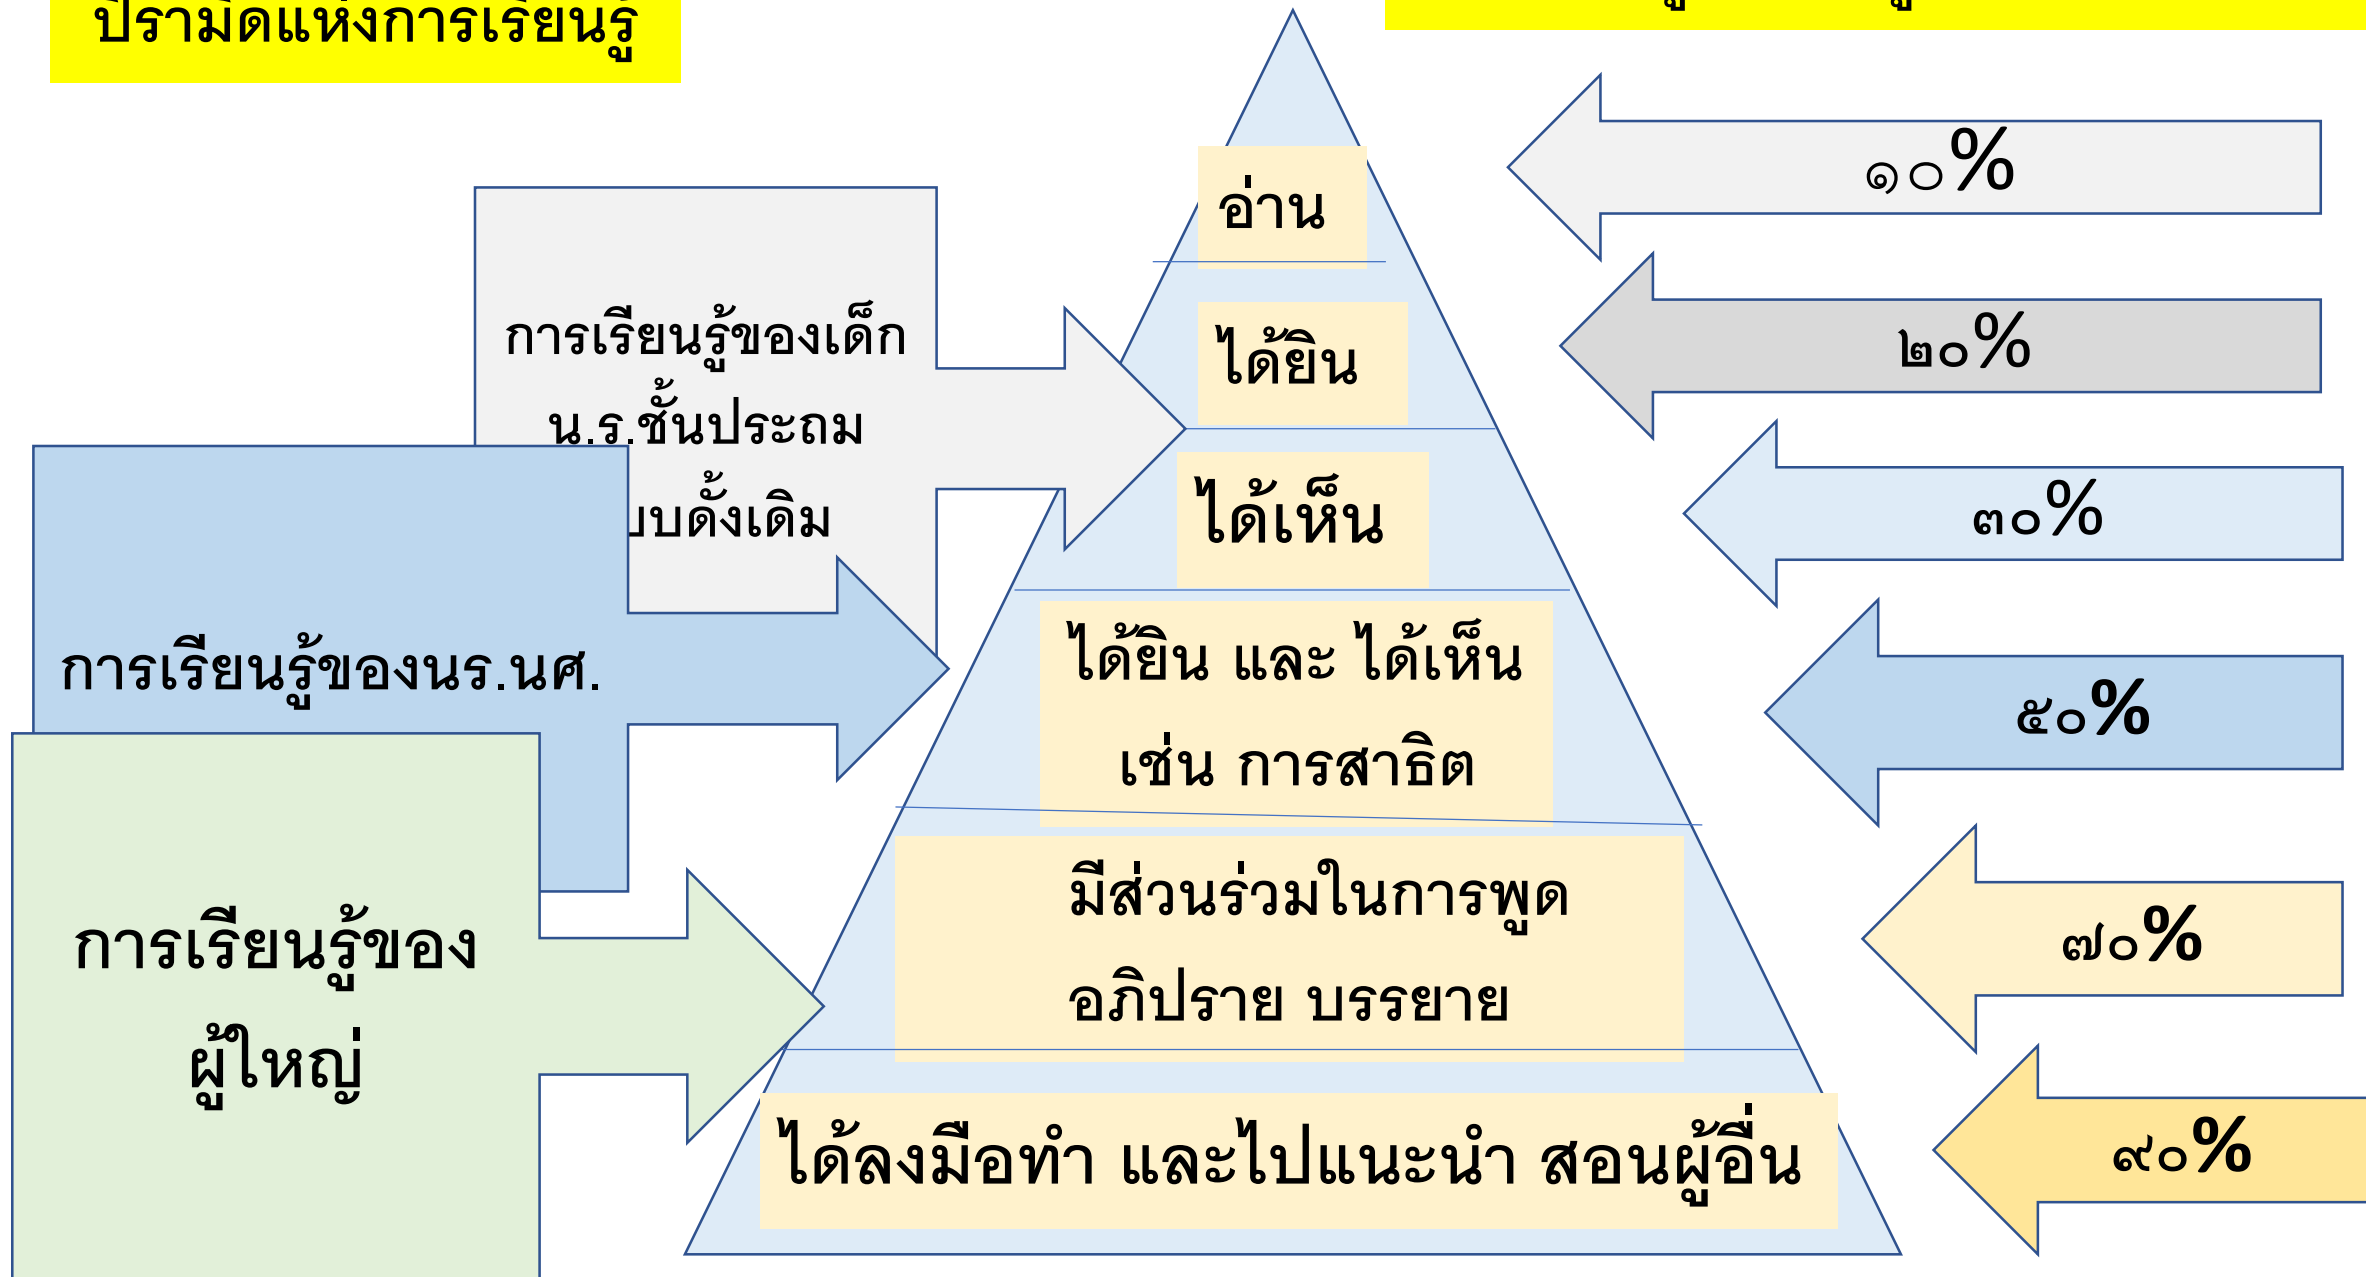 ปิรามิดแห่งการเรียนรู้
อ่าน
๑๐%
การเรียนรู้ของเด็ก
น.ร.ชั้นประถม
บบดั้งเดิม
ได้ยิน
๒๐%
ได้เห็น
๓๐%
การเรียนรู้ของนร.นศ.
ได้ยิน และ ได้เห็น
เช่น การสาธิต
๕๐%
การเรียนรู้ของ
ผู้ใหญ่
มีส่วนร่วมในการพูด
อภิปราย บรรยาย
๗๐%
ได้ลงมือทำ และไปแนะนำ สอนผู้อื่น
๙๐%